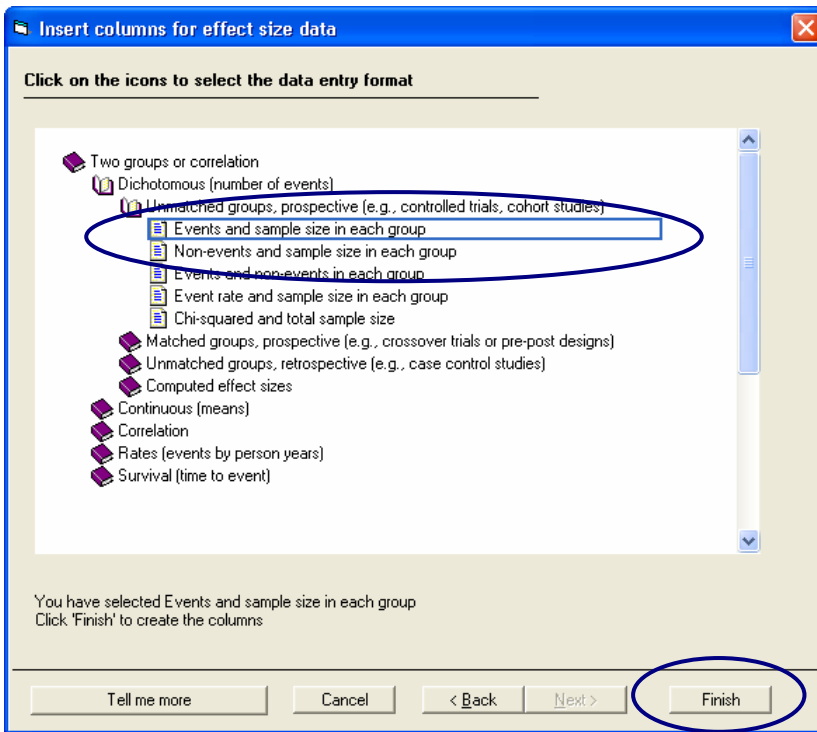 Insert columns for effect size data
Click on the icons to select the data entry format
Two groups or correlation
Dichotomous (number of events)
Unmatched groups, prospective (e.g., controlled trials, cohort studies)
Events and sample size in each group
Non-events and sample size in each group
Events and non-events in each group
Event rate and sample size in each group
Chi-squared and total sample size
Matched groups, prospective (e.g., crossover trials or pre-post designs)
Unmatched groups, retrospective (e.g., case control studies)
Computed effect sizes
Continuous (means)
Correlation
Rates (events by person years)
Survival (time to event)
You have selected Events and sample size in each group
Click 'Finish' to create the columns
Tell me more Cancel < Back Next > Finish